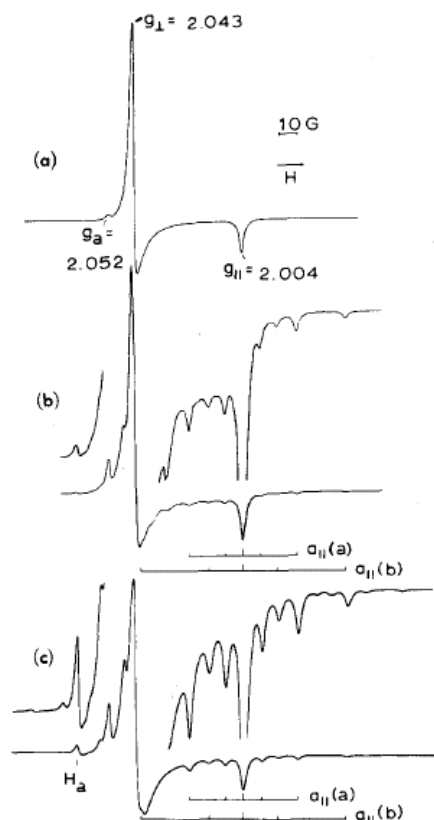 g⊥= 2.043
10G
(a)
H
gₐ=
2.052
g||= 2.004
(b)
a||(a)
a||(b)
(c)
Hₐ
a||(a)
a||(b)